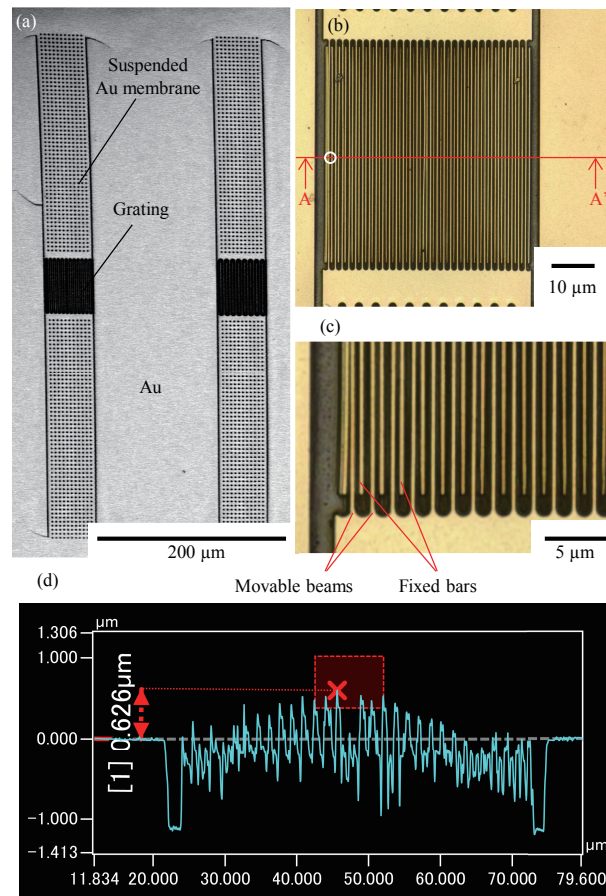 (a)
Suspended
Au membrane
Grating
Au
200 μm
(b)
A
A'
10 μm
(c)
5 μm
Movable beams
Fixed bars
(d)
μm
1.306
1.000
0.000
-1.000
-1.413
[1] 0.626μm
μm
11.834 20.000 30.000 40.000 50.000 60.000 70.000 79.600